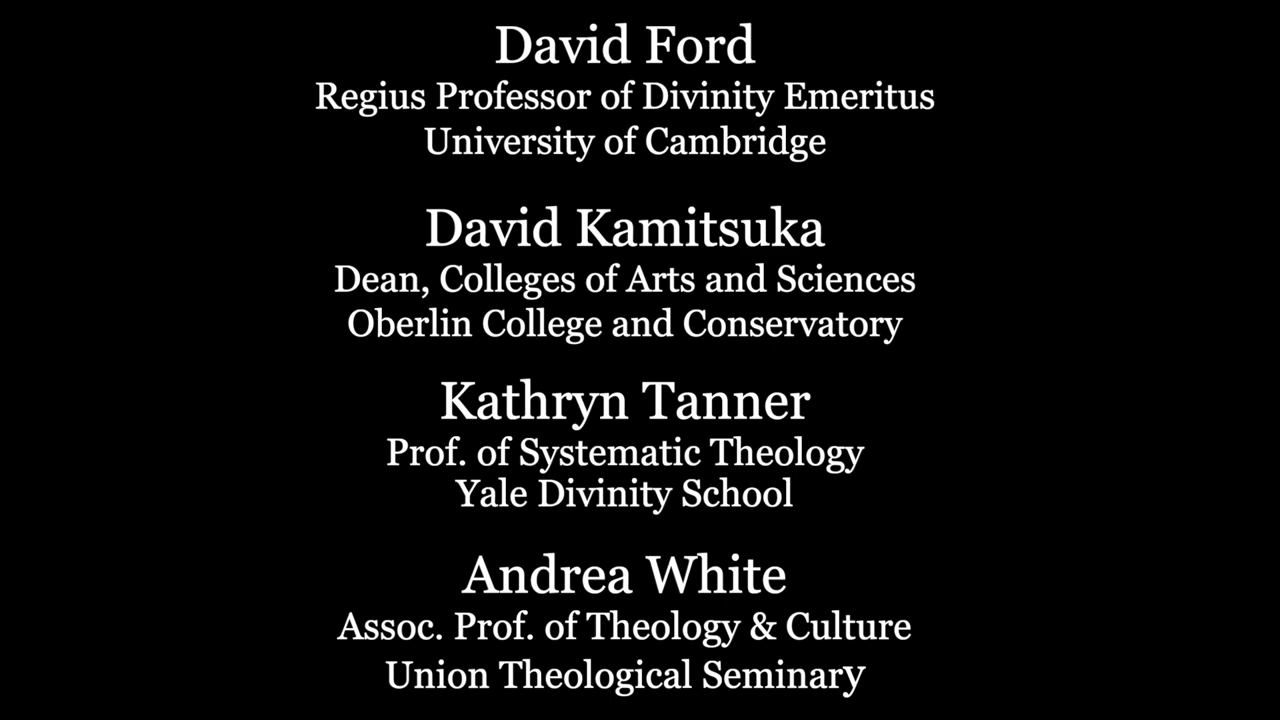 David Ford
Regius Professor of Divinity Emeritus
University of Cambridge
David Kamitsuka
Dean, Colleges of Arts and Sciences
Oberlin College and Conservatory
Kathryn Tanner
Prof. of Systematic Theology
Yale Divinity School
Andrea White
Assoc. Prof. of Theology & Culture
Union Theological Seminary